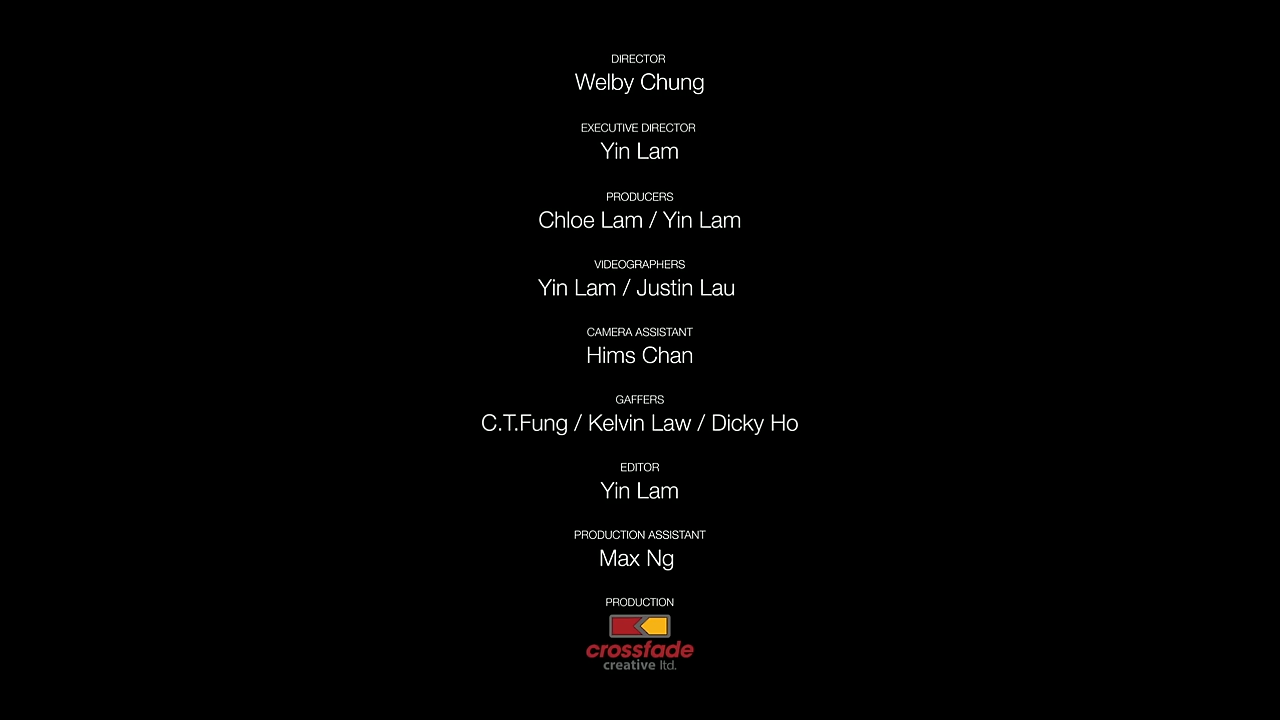 DIRECTOR
Welby Chung
EXECUTIVE DIRECTOR
Yin Lam
PRODUCERS
Chloe Lam / Yin Lam
VIDEOGRAPHERS
Yin Lam / Justin Lau
CAMERA ASSISTANT
Hims Chan
GAFFERS
C.T.Fung / Kelvin Law / Dicky Ho
EDITOR
Yin Lam
PRODUCTION ASSISTANT
Max Ng
PRODUCTION
crossfade
creative ltd.